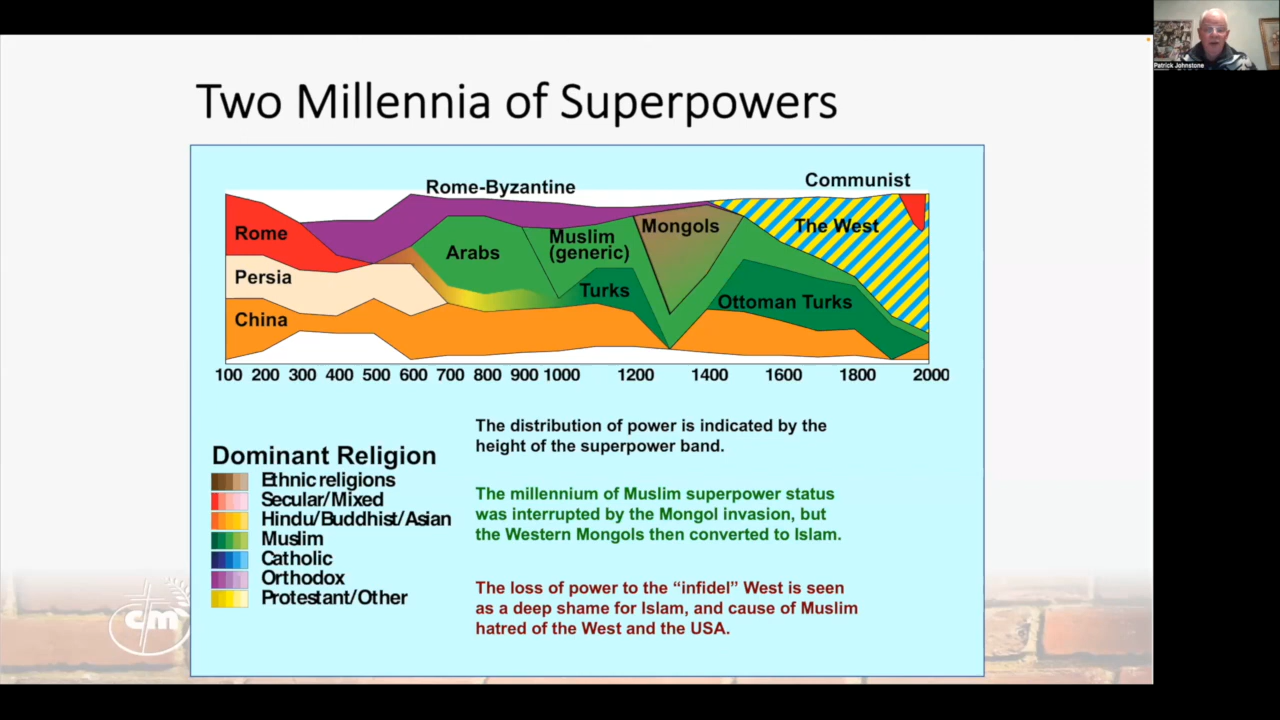 Patrick Johnstone
Two Millennia of Superpowers
Rome-Byzantine
Communist
Rome
Persia
China
Arabs
Muslim
(generic)
Turks
Mongols
The West
Ottoman Turks
100 200 300 400 500 600 700 800 900 1000 1200 1400 1600 1800 2000
The distribution of power is indicated by the
height of the superpower band.
Dominant Religion
Ethnic religions
Secular/Mixed
Hindu/Buddhist/Asian
Muslim
Catholic
Orthodox
Protestant/Other
The millennium of Muslim superpower status
was interrupted by the Mongol invasion, but
the Western Mongols then converted to Islam.
The loss of power to the “infidel” West is seen
as a deep shame for Islam, and cause of Muslim
hatred of the West and the USA.
cm